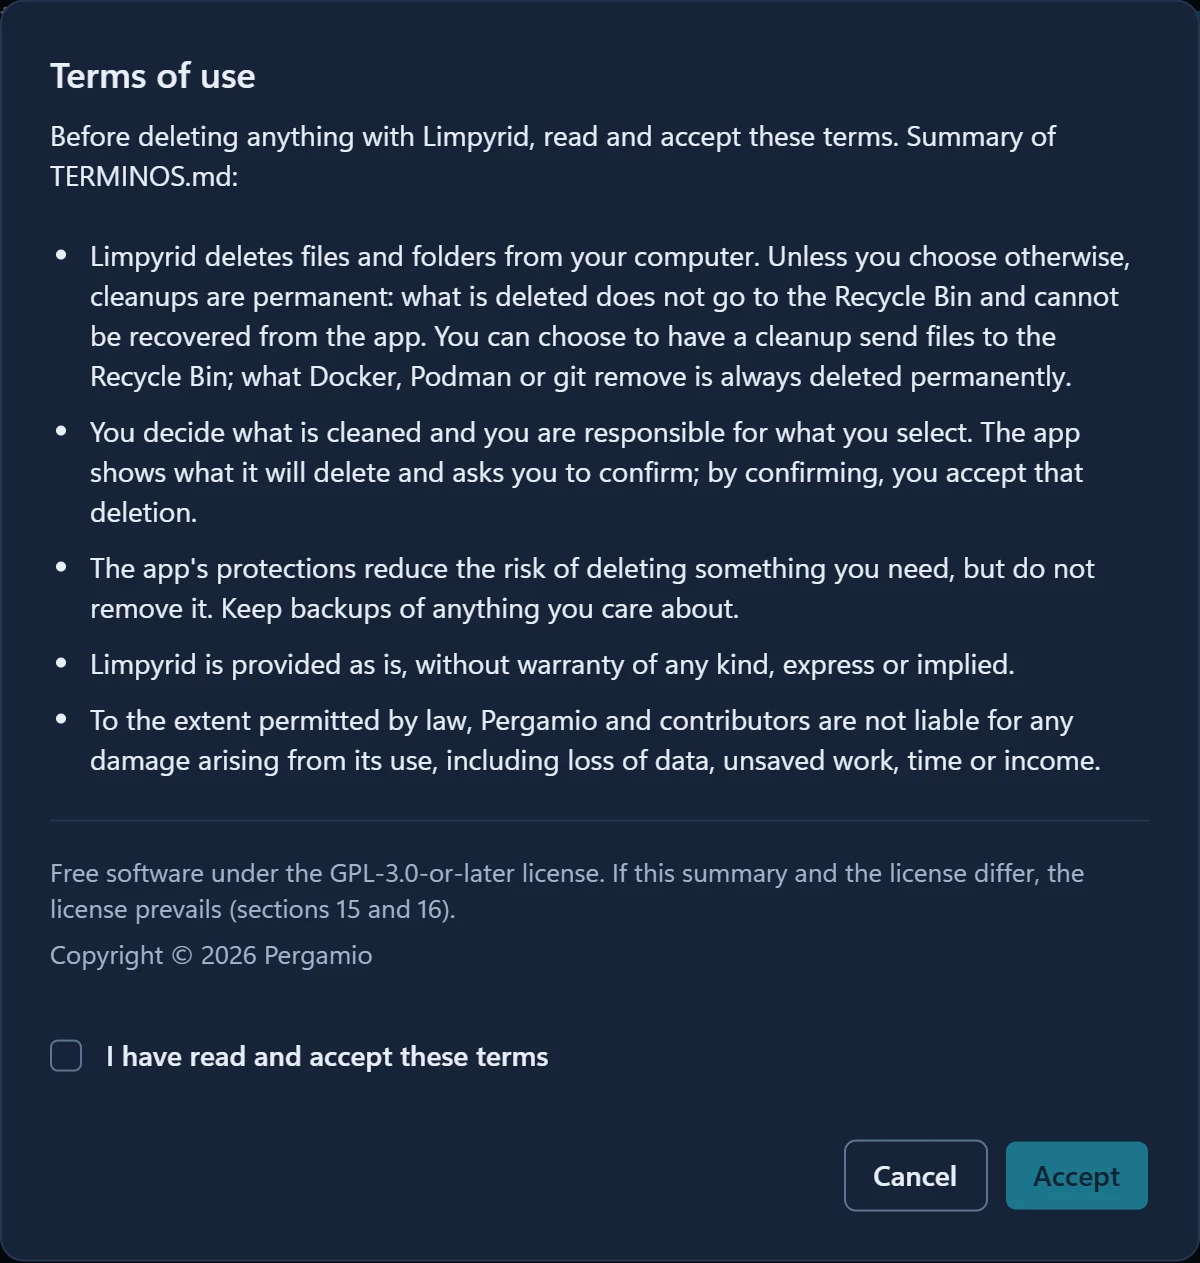 Terms of use
Before deleting anything with Limpyrid, read and accept these terms. Summary of
TERMINOS.md:
• Limpyrid deletes files and folders from your computer. Unless you choose otherwise,
cleanups are permanent: what is deleted does not go to the Recycle Bin and cannot
be recovered from the app. You can choose to have a cleanup send files to the
Recycle Bin; what Docker, Podman or git remove is always deleted permanently.
• You decide what is cleaned and you are responsible for what you select. The app
shows what it will delete and asks you to confirm; by confirming, you accept that
deletion.
• The app's protections reduce the risk of deleting something you need, but do not
remove it. Keep backups of anything you care about.
• Limpyrid is provided as is, without warranty of any kind, express or implied.
• To the extent permitted by law, Pergamio and contributors are not liable for any
damage arising from its use, including loss of data, unsaved work, time or income.
Free software under the GPL-3.0-or-later license. If this summary and the license differ, the
license prevails (sections 15 and 16).
Copyright © 2026 Pergamio
I have read and accept these terms
Cancel
Accept